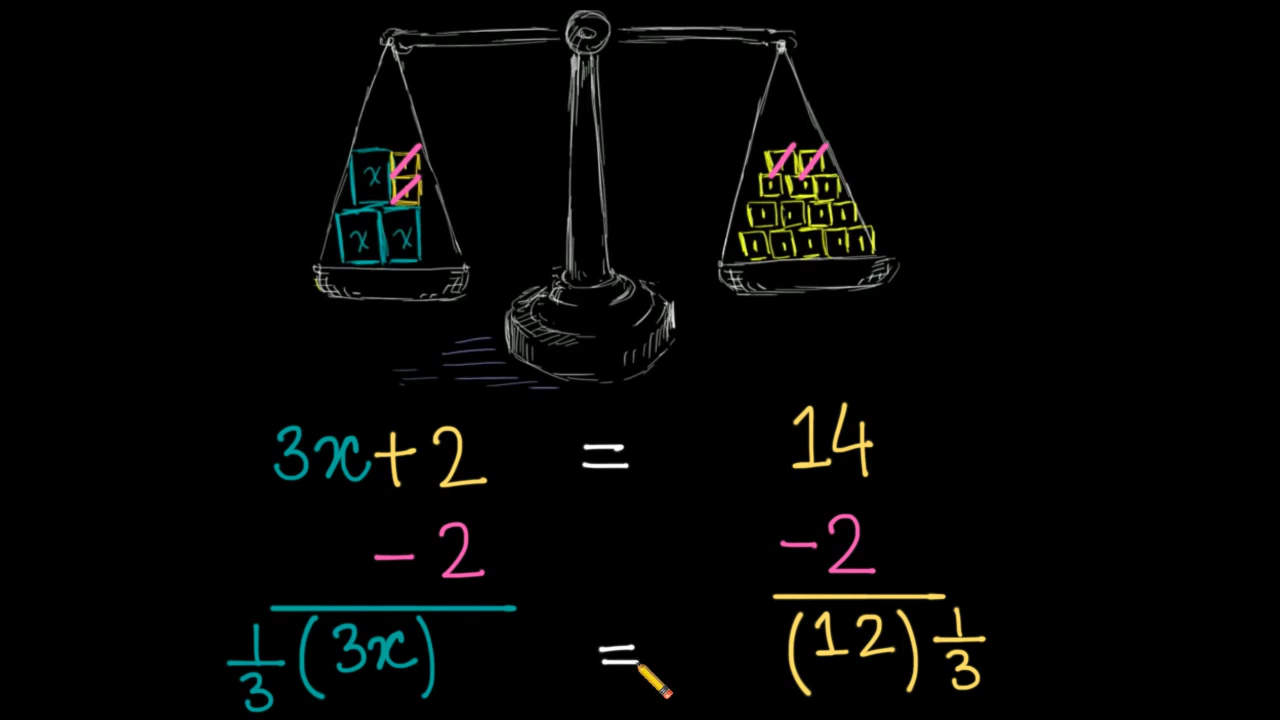 x
x x
3x + 2 = 14
- 2 -2
1/3 (3x) = (12) 1/3